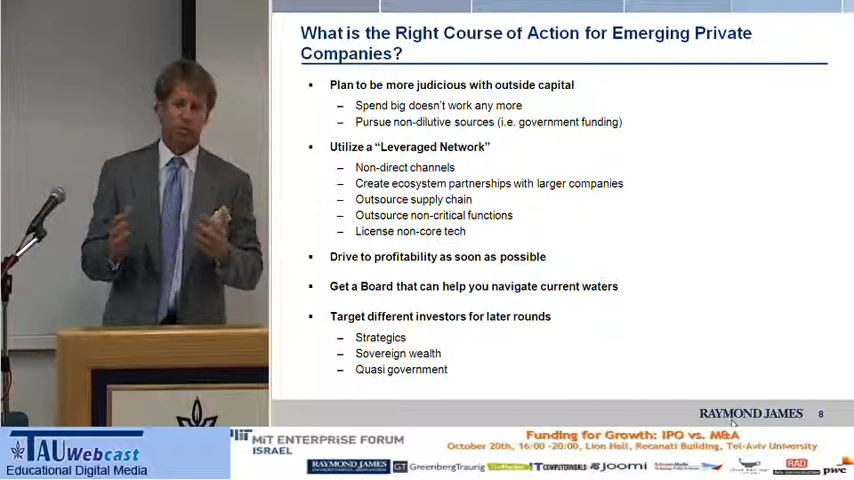 What is the Right Course of Action for Emerging Private
Companies?
Plan to be more judicious with outside capital
– Spend big doesn't work any more
– Pursue non-dilutive sources (i.e. government funding)
Utilize a “Leveraged Network”
– Non-direct channels
– Create ecosystem partnerships with larger companies
– Outsource supply chain
– Outsource non-critical functions
– License non-core tech
Drive to profitability as soon as possible
Get a Board that can help you navigate current waters
Target different investors for later rounds
– Strategics
– Sovereign wealth
– Quasi government
RAYMOND JAMES 8
TAU Webcast
Educational Digital Media
MIT ENTERPRISE FORUM
ISRAEL
Funding for Growth: IPO vs. M&A
October 20th, 16:00 -20:00, Lion Hall, Recanati Building, Tel-Aviv University
RAYMOND JAMES GT GreenbergTraurig COMPUTERWORLD Joomi RAD pwc